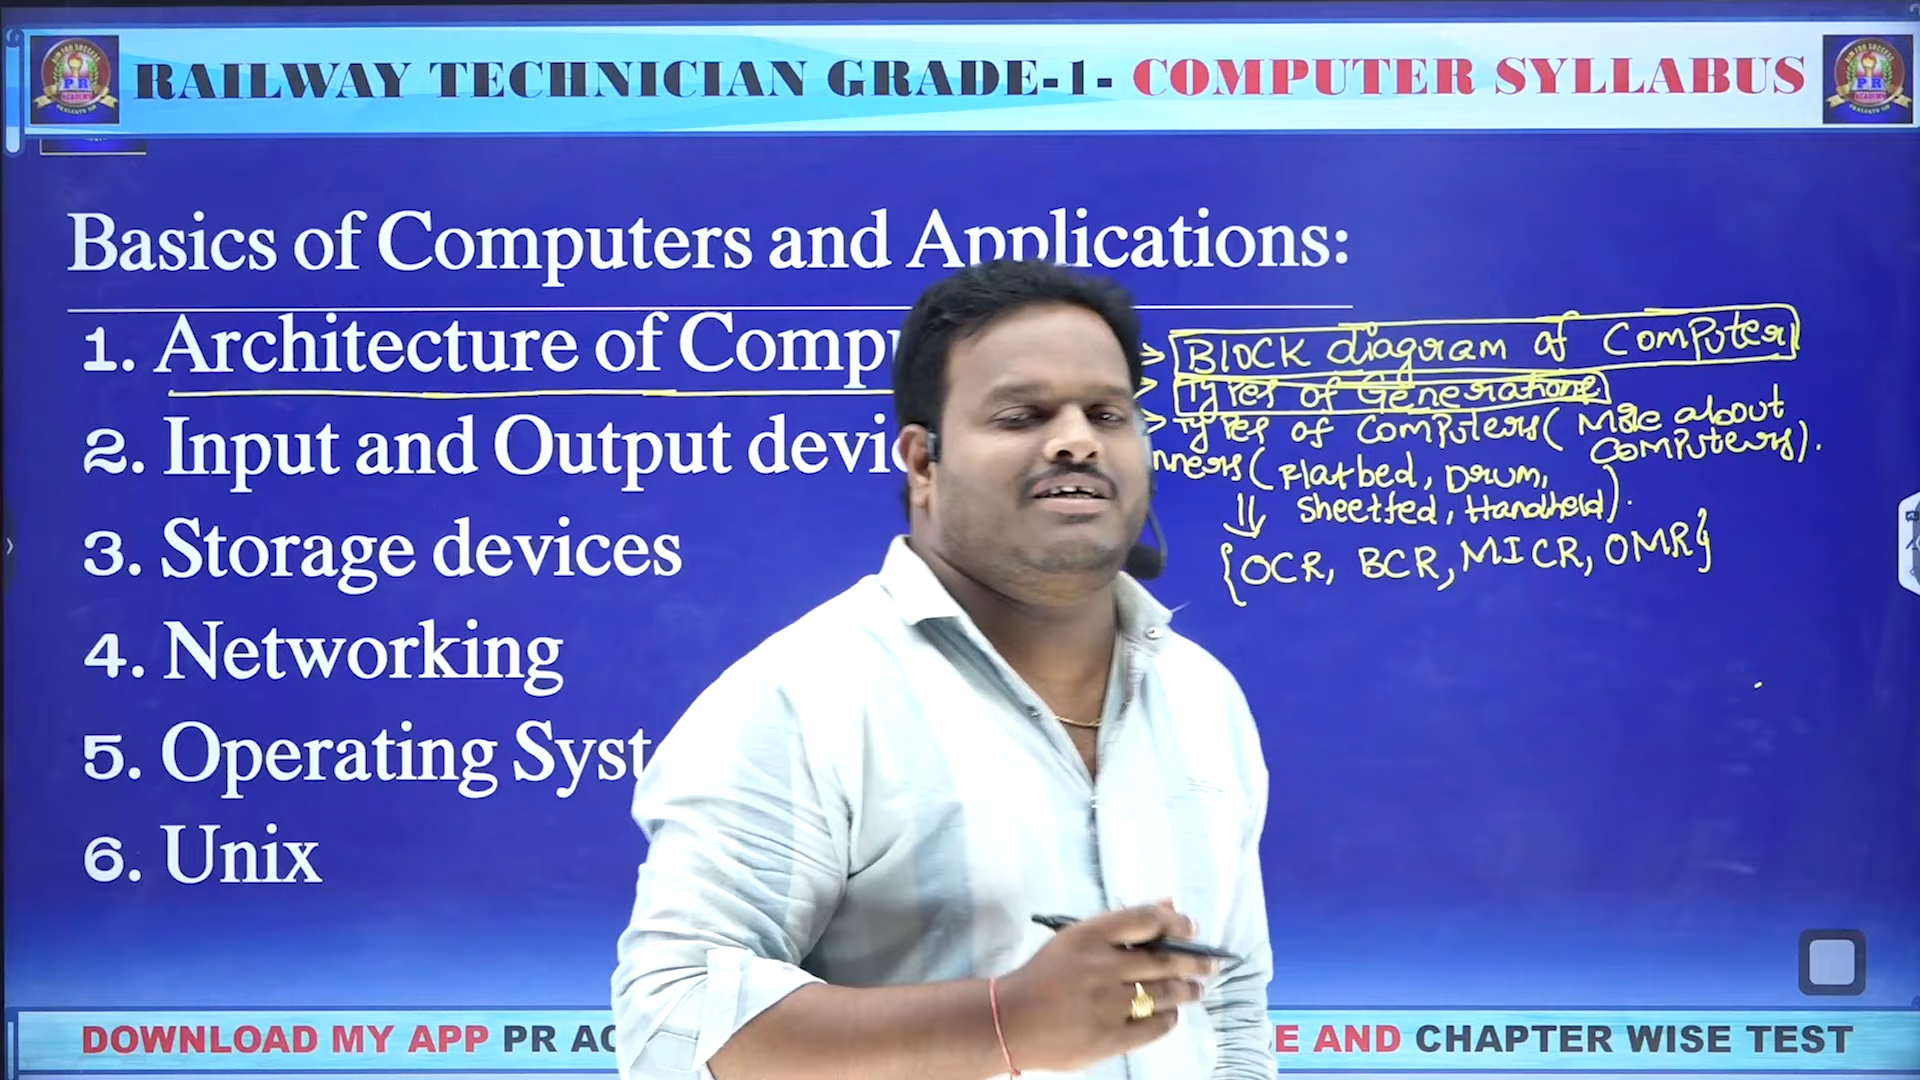 RAILWAY TECHNICIAN GRADE-1- COMPUTER SYLLABUS
Basics of Computers and Applications:
1. Architecture of Comp
BLOCK diagram of Computer
Types of Generations
Types of Computers (More about Computers).
2. Input and Output devic
nners (Flatbed, Drum,
Sheetfed, Handheld).
{OCR, BCR, MICR, OMR}
3. Storage devices
4. Networking
5. Operating Syst
6. Unix
DOWNLOAD MY APP PR AC E AND CHAPTER WISE TEST